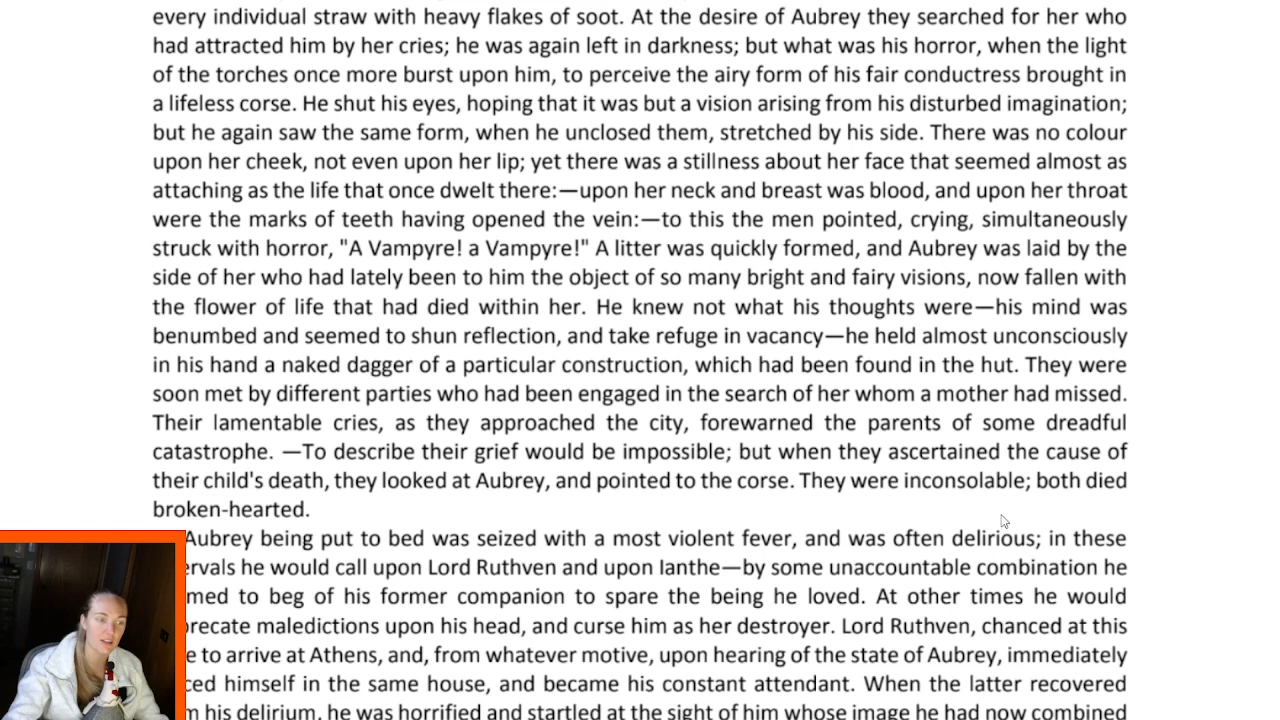 every individual straw with heavy flakes of soot. At the desire of Aubrey they searched for her who
had attracted him by her cries; he was again left in darkness; but what was his horror, when the light
of the torches once more burst upon him, to perceive the airy form of his fair conductress brought in
a lifeless corse. He shut his eyes, hoping that it was but a vision arising from his disturbed imagination;
but he again saw the same form, when he unclosed them, stretched by his side. There was no colour
upon her cheek, not even upon her lip; yet there was a stillness about her face that seemed almost as
attaching as the life that once dwelt there:—upon her neck and breast was blood, and upon her throat
were the marks of teeth having opened the vein:—to this the men pointed, crying, simultaneously
struck with horror, "A Vampyre! a Vampyre!" A litter was quickly formed, and Aubrey was laid by the
side of her who had lately been to him the object of so many bright and fairy visions, now fallen with
the flower of life that had died within her. He knew not what his thoughts were—his mind was
benumbed and seemed to shun reflection, and take refuge in vacancy—he held almost unconsciously
in his hand a naked dagger of a particular construction, which had been found in the hut. They were
soon met by different parties who had been engaged in the search of her whom a mother had missed.
Their lamentable cries, as they approached the city, forewarned the parents of some dreadful
catastrophe. —To describe their grief would be impossible; but when they ascertained the cause of
their child's death, they looked at Aubrey, and pointed to the corse. They were inconsolable; both died
broken-hearted.
Aubrey being put to bed was seized with a most violent fever, and was often delirious; in these
he would call upon Lord Ruthven and upon Ianthe—by some unaccountable combination he
to beg of his former companion to spare the being he loved. At other times he would
maledictions upon his head, and curse him as her destroyer. Lord Ruthven, chanced at this
to arrive at Athens, and, from whatever motive, upon hearing of the state of Aubrey, immediately
himself in the same house, and became his constant attendant. When the latter recovered
his delirium, he was horrified and startled at the sight of him whose image he had now combined